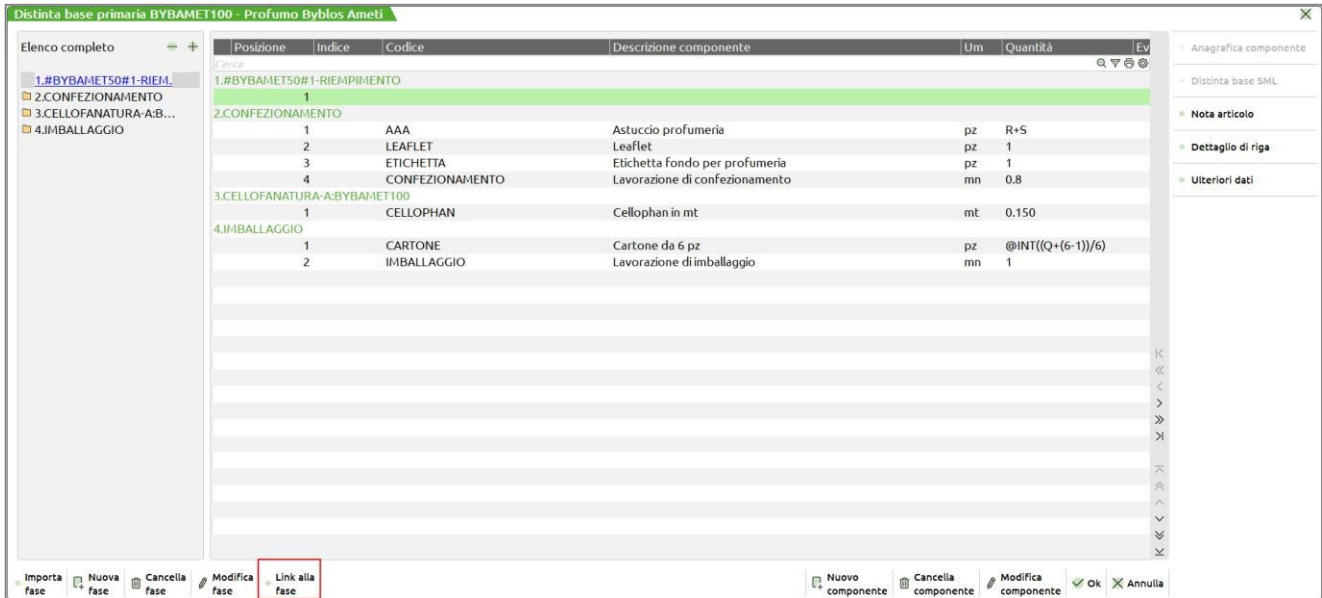 Distinta base primaria BYBAMET100 - Profumo Byblos Ameti
Elenco completo
1.#BYBAMET50#1-RIEM.
2.CONFEZIONAMENTO
3.CELLOFANATURA-A:B...
4.IMBALLAGGIO
Posizione Indice Codice Descrizione componente Um Quantità Ev
Cerca
1.#BYBAMET50#1-RIEMPIMENTO
1
2.CONFEZIONAMENTO
1 AAA Astuccio profumeria pz R+S
2 LEAFLET Leaflet pz 1
3 ETICHETTA Etichetta fondo per profumeria pz 1
4 CONFEZIONAMENTO Lavorazione di confezionamento mn 0.8
3.CELLOFANATURA-A:BYBAMET100
1 CELLOPHAN Cellophan in mt mt 0.150
4.IMBALLAGGIO
1 CARTONE Cartone da 6 pz pz @INT((Q+(6-1))/6)
2 IMBALLAGGIO Lavorazione di imballaggio mn 1
Anagrafica componente
Distinta base SML
Nota articolo
Dettaglio di riga
Ulteriori dati
Importa fase
Nuova fase
Cancella fase
Modifica fase
Link alla fase
Nuovo componente
Cancella componente
Modifica componente
Ok
Annulla